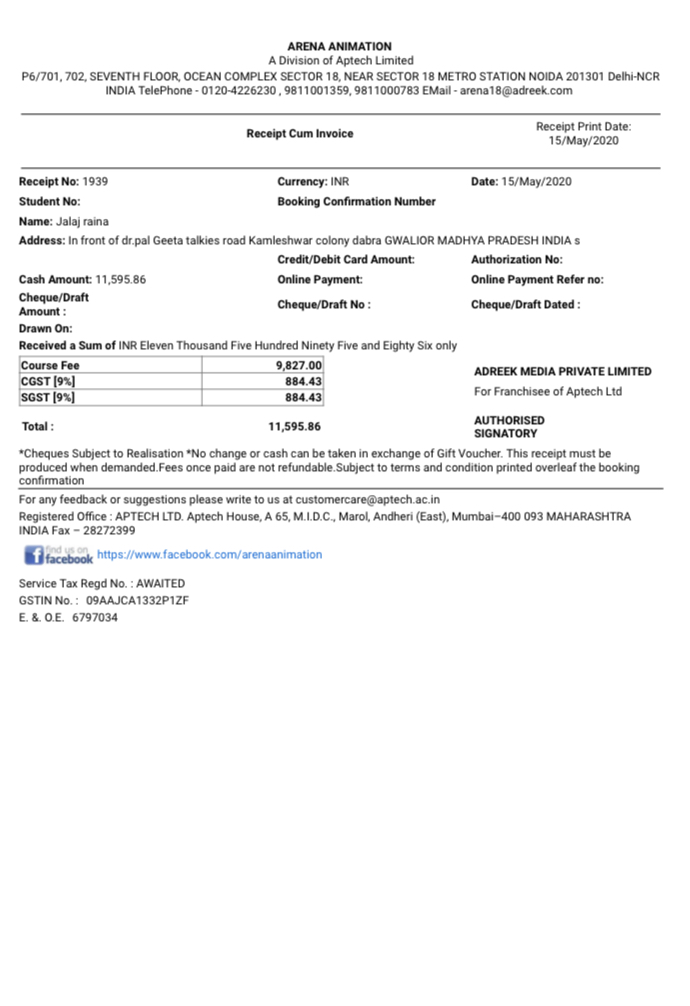 ARENA ANIMATION
A Division of Aptech Limited
P6/701, 702, SEVENTH FLOOR, OCEAN COMPLEX SECTOR 18, NEAR SECTOR 18 METRO STATION NOIDA 201301 Delhi-NCR
INDIA TelePhone - 0120-4226230 , 9811001359, 9811000783 EMail - arena18@adreek.com
Receipt Cum Invoice
Receipt Print Date:
15/May/2020
Receipt No: 1939 Currency: INR Date: 15/May/2020
Student No: Booking Confirmation Number
Name: Jalaj raina
Address: In front of dr.pal Geeta talkies road Kamleshwar colony dabra GWALIOR MADHYA PRADESH INDIA s
Credit/Debit Card Amount: Authorization No:
Cash Amount: 11,595.86 Online Payment: Online Payment Refer no:
Cheque/Draft
Amount : Cheque/Draft No : Cheque/Draft Dated :
Drawn On:
Received a Sum of INR Eleven Thousand Five Hundred Ninety Five and Eighty Six only
Course Fee 9,827.00
CGST [9%] 884.43
SGST [9%] 884.43
Total : 11,595.86
ADREEK MEDIA PRIVATE LIMITED
For Franchisee of Aptech Ltd
AUTHORISED
SIGNATORY
*Cheques Subject to Realisation *No change or cash can be taken in exchange of Gift Voucher. This receipt must be
produced when demanded.Fees once paid are not refundable.Subject to terms and condition printed overleaf the booking
confirmation
For any feedback or suggestions please write to us at customercare@aptech.ac.in
Registered Office : APTECH LTD. Aptech House, A 65, M.I.D.C., Marol, Andheri (East), Mumbai–400 093 MAHARASHTRA
INDIA Fax – 28272399
find us on
facebook https://www.facebook.com/arenaanimation
Service Tax Regd No. : AWAITED
GSTIN No. : 09AAJCA1332P1ZF
E. &. O.E. 6797034